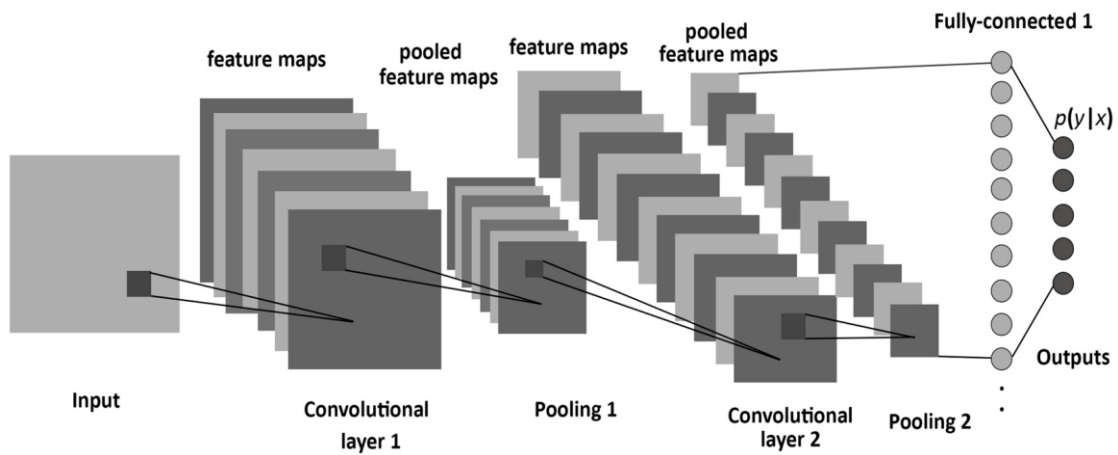 Fully-connected 1
feature maps
pooled
feature maps
feature maps
pooled
feature maps
p(y|x)
Outputs
Input
Convolutional
layer 1
Pooling 1
Convolutional
layer 2
Pooling 2